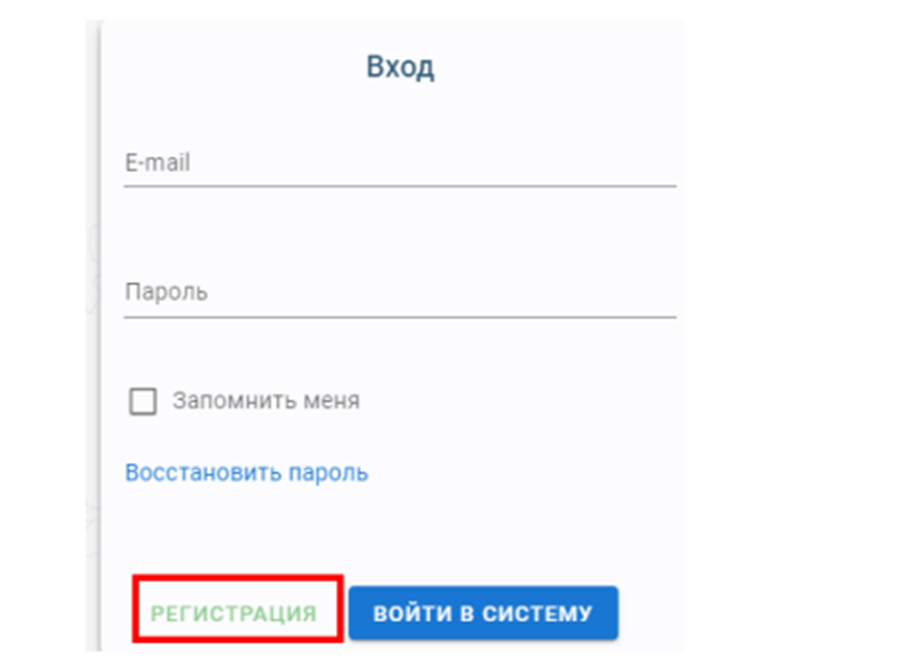 Вход
E-mail
Пароль
Запомнить меня
Восстановить пароль
РЕГИСТРАЦИЯ ВОЙТИ В СИСТЕМУ